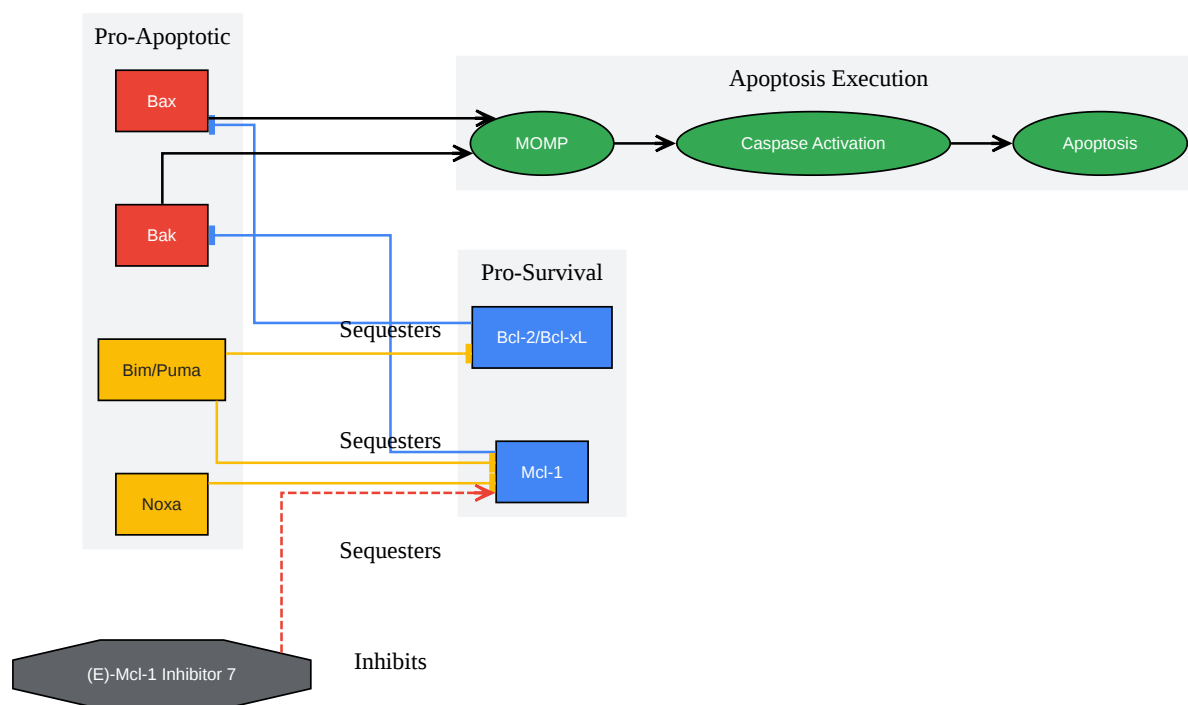 Pro-Apoptotic
Bax
Apoptosis Execution
MOMP
Caspase Activation
Apoptosis
Bak
Pro-Survival
Sequesters
Bcl-2/Bcl-xL
Bim/Puma
Sequesters
Mcl-1
Noxa
Sequesters
Inhibits
(E)-Mcl-1 Inhibitor 7